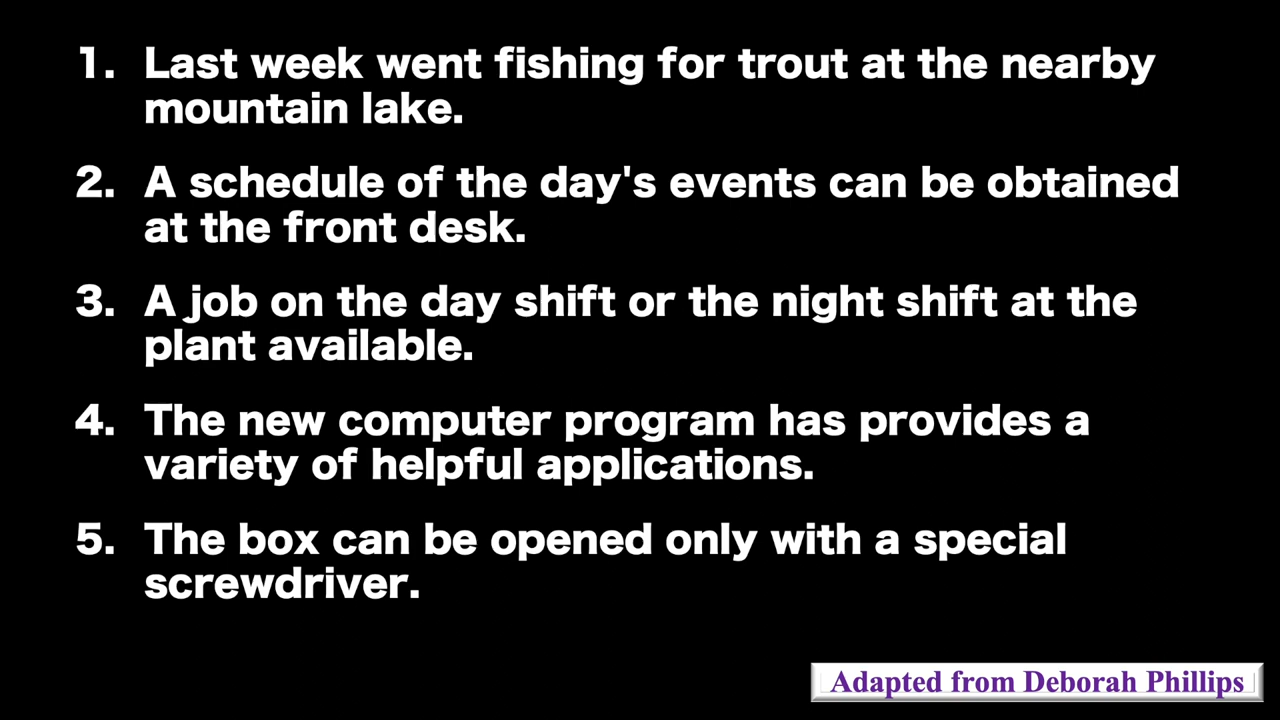 1. Last week went fishing for trout at the nearby
mountain lake.
2. A schedule of the day's events can be obtained
at the front desk.
3. A job on the day shift or the night shift at the
plant available.
4. The new computer program has provides a
variety of helpful applications.
5. The box can be opened only with a special
screwdriver.
Adapted from Deborah Phillips